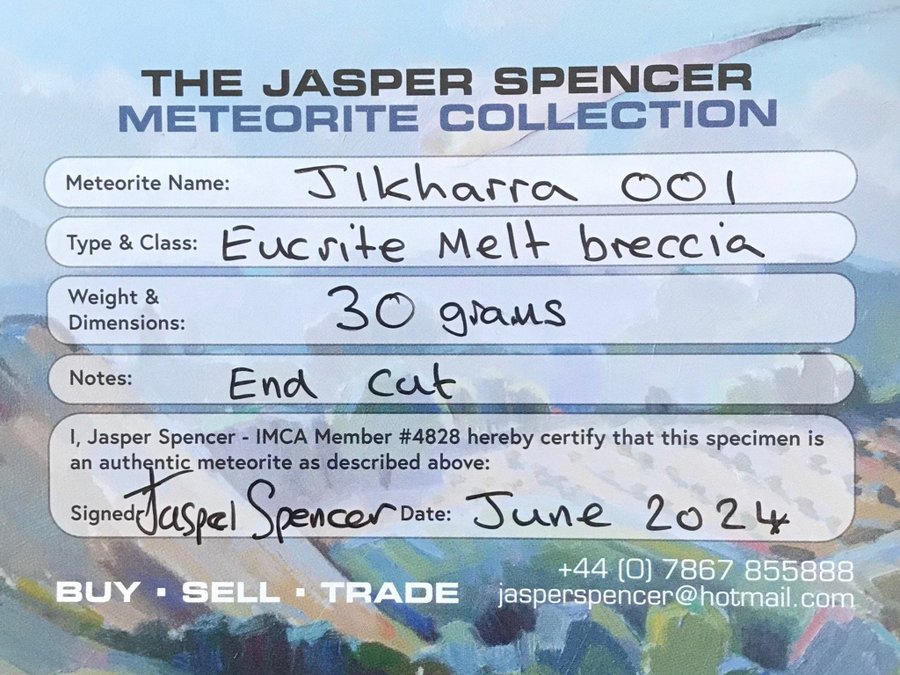 THE JASPER SPENCER
METEORITE COLLECTION
Meteorite Name: Jikharra 001
Type & Class: Eucrite Melt breccia
Weight &
Dimensions: 30 grams
Notes: End cut
I, Jasper Spencer - IMCA Member #4828 hereby certify that this specimen is
an authentic meteorite as described above:
Signed: Jasper Spencer Date: June 2024
+44 (0) 7867 855888
BUY · SELL · TRADE jasperspencer@hotmail.com